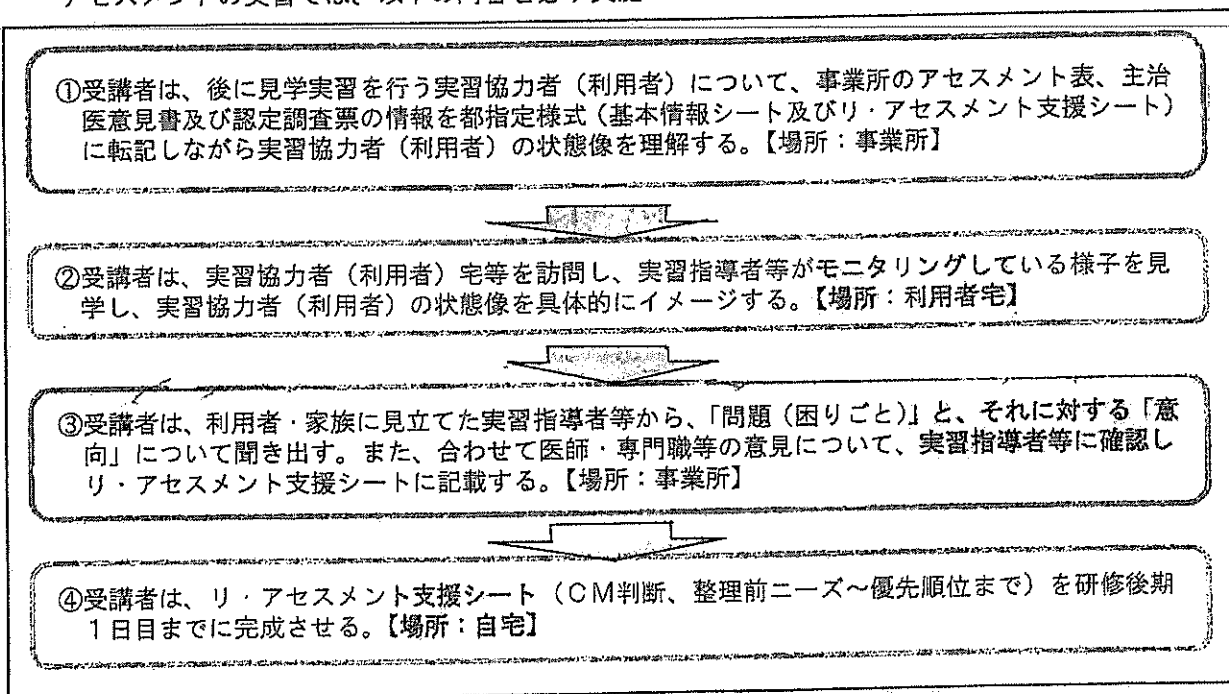 ①受講者は、後に見学実習を行う実習協力者（利用者）について、事業所のアセスメント表、主治
医意見書及び認定調査票の情報を都指定様式（基本情報シート及びリ・アセスメント支援シート）
に転記しながら実習協力者（利用者）の状態像を理解する。【場所：事業所】
②受講者は、実習協力者（利用者）宅等を訪問し、実習指導者等がモニタリングしている様子を見
学し、実習協力者（利用者）の状態像を具体的にイメージする。【場所：利用者宅】
③受講者は、利用者・家族に見立てた実習指導者等から、「問題（困りごと）」と、それに対する「意
向」について聞き出す。また、合わせて医師・専門職等の意見について、実習指導者等に確認し
リ・アセスメント支援シートに記載する。【場所：事業所】
④受講者は、リ・アセスメント支援シート（ＣＭ判断、整理前ニーズ～優先順位まで）を研修後期
１日目までに完成させる。【場所：自宅】